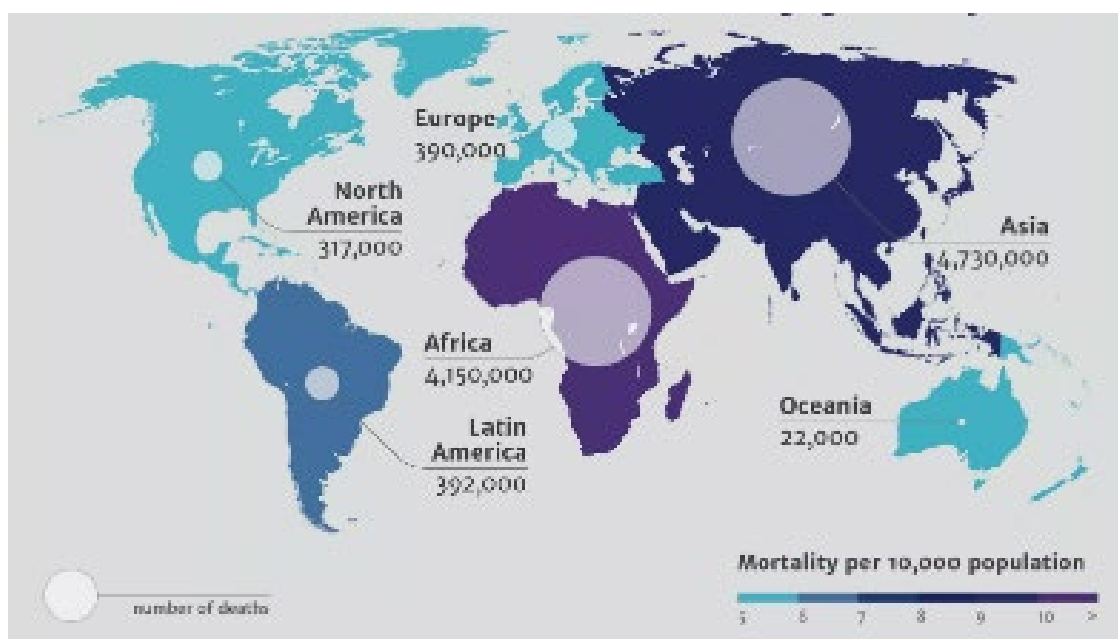 Europe
390,000
North
America
317,000
Asia
4,730,000
Africa
4,150,000
Oceania
22,000
Latin
America
392,000
Mortality per 10,000 population
number of deaths
5 6 7 8 9 10